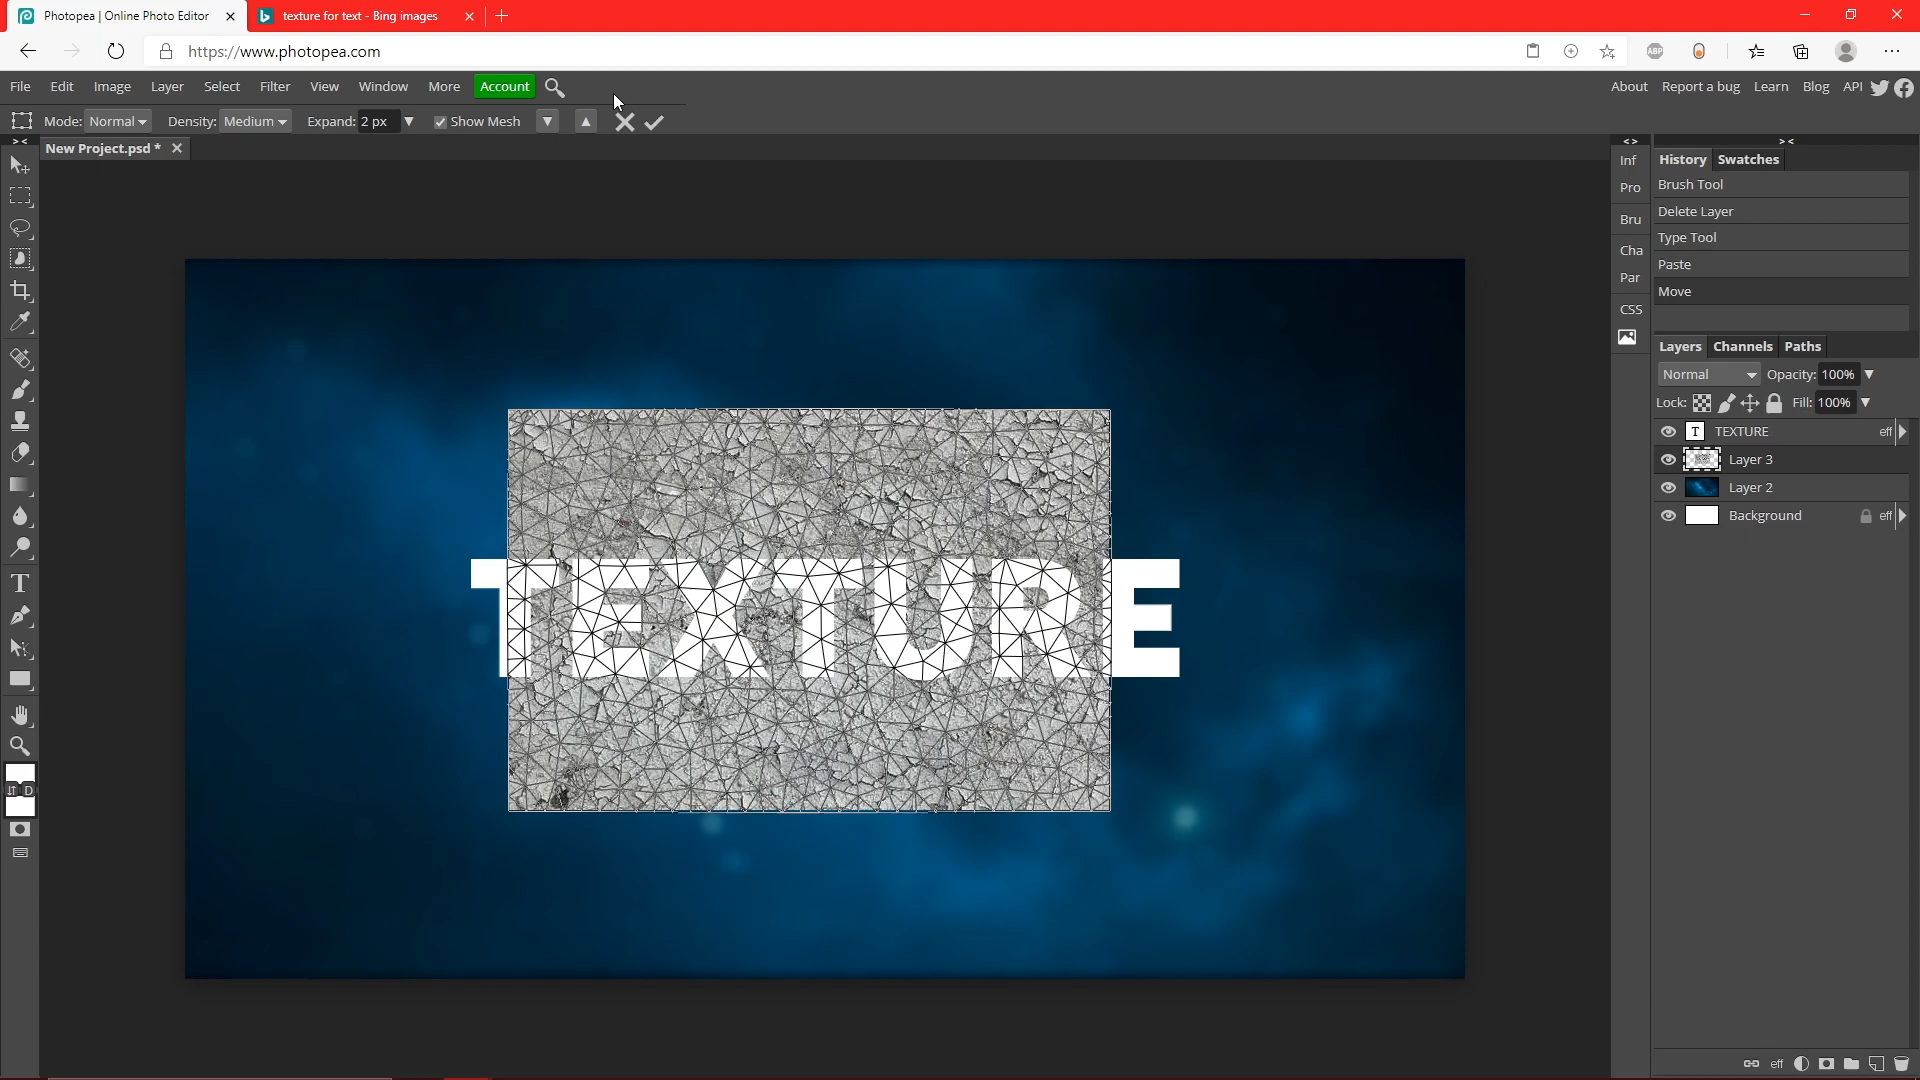 Photopea | Online Photo Editor
texture for text - Bing images
https://www.photopea.com
ABP
File Edit Image Layer Select Filter View Window More Account
About Report a bug Learn Blog API
Mode: Normal Density: Medium Expand: 2 px Show Mesh
New Project.psd *
TEXTURE
D
T
Inf
Pro
Bru
Cha
Par
CSS
History Swatches
Brush Tool
Delete Layer
Type Tool
Paste
Move
Layers Channels Paths
Normal Opacity: 100%
Lock: Fill: 100%
T TEXTURE eff
Layer 3
Layer 2
Background eff
eff